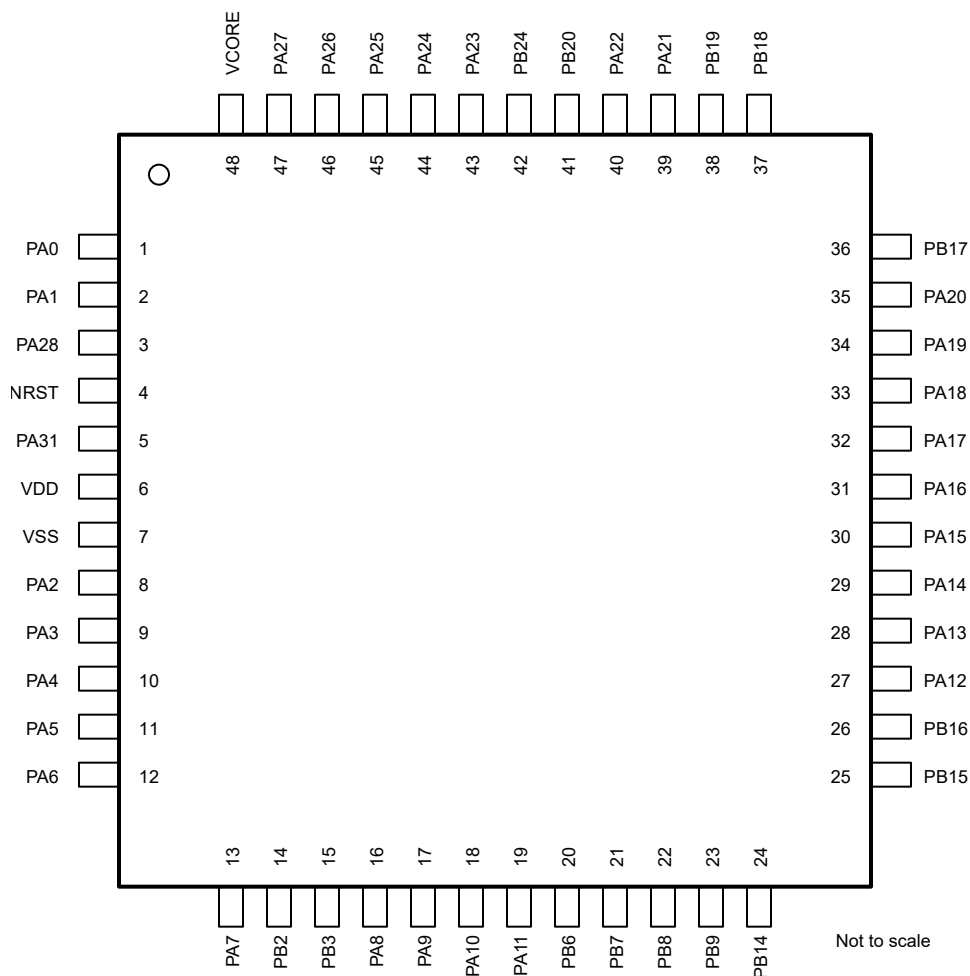 VCORE PA27 PA26 PA25 PA24 PA23 PB24 PB20 PA22 PA21 PB19 PB18
48 47 46 45 44 43 42 41 40 39 38 37
PA0 1 36 PB17
PA1 2 35 PA20
PA28 3 34 PA19
NRST 4 33 PA18
PA31 5 32 PA17
VDD 6 31 PA16
VSS 7 30 PA15
PA2 8 29 PA14
PA3 9 28 PA13
PA4 10 27 PA12
PA5 11 26 PB16
PA6 12 25 PB15
13 14 15 16 17 18 19 20 21 22 23 24
PA7 PB2 PB3 PA8 PA9 PA10 PA11 PB6 PB7 PB8 PB9 PB14
Not to scale